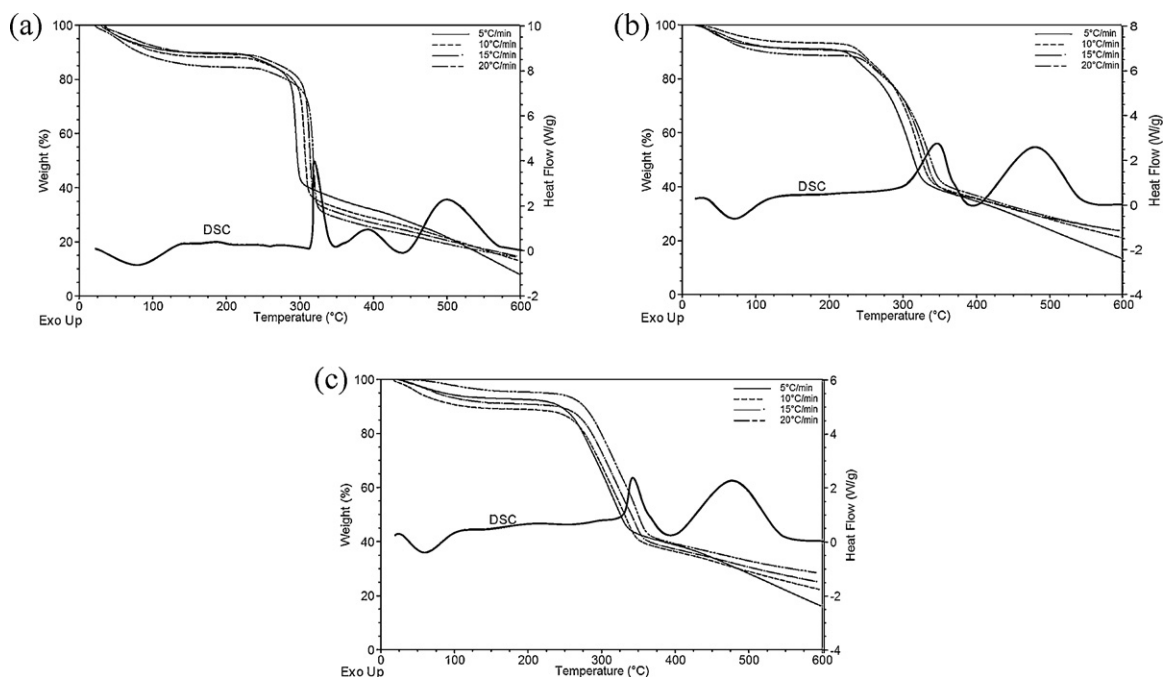 (a)
100
80
60
40
20
0
Weight (%)
10
8
6
4
2
0
-2
Heat Flow (W/g)
5°C/min
10°C/min
15°C/min
20°C/min
DSC
0 100 200 300 400 500 600
Exo Up
Temperature (°C)
(b)
100
80
60
40
20
0
Weight (%)
8
6
4
2
0
-2
-4
Heat Flow (W/g)
5°C/min
10°C/min
15°C/min
20°C/min
DSC
0 100 200 300 400 500 600
Exo Up
Temperature (°C)
(c)
100
80
60
40
20
0
Weight (%)
6
4
2
0
-2
-4
Heat Flow (W/g)
5°C/min
10°C/min
15°C/min
20°C/min
DSC
0 100 200 300 400 500 600
Exo Up
Temperature (°C)